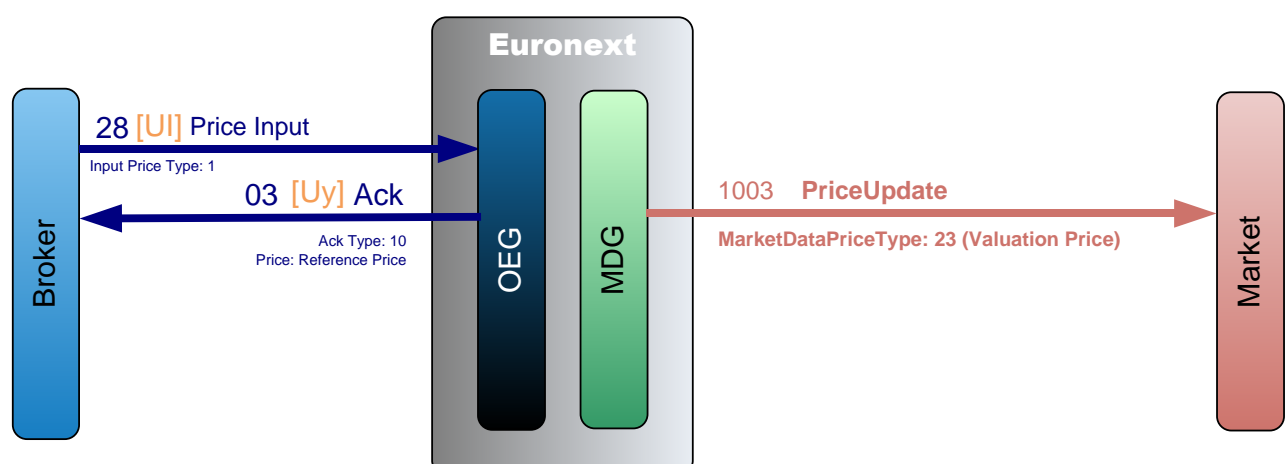 Euronext
28 [UI] Price Input
Input Price Type: 1
03 [Uy] Ack
Ack Type: 10
Price: Reference Price
1003 PriceUpdate
MarketDataPriceType: 23 (Valuation Price)
Broker
OEG
MDG
Market